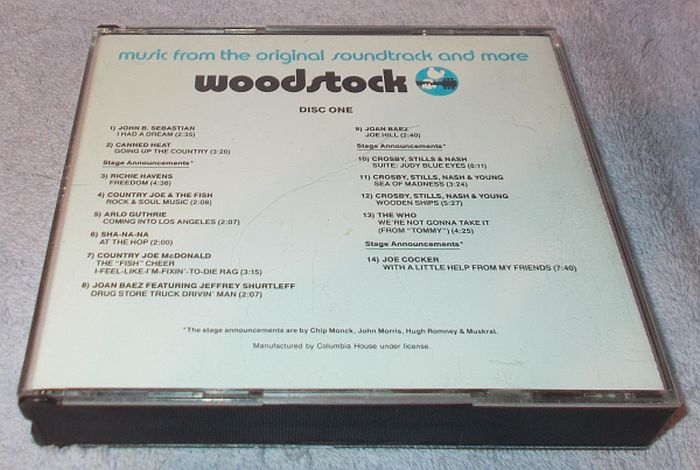 music from the original soundtrack and more
woodstock
DISC ONE
1) JOHN B. SEBASTIAN
I HAD A DREAM (2:35)
2) CANNED HEAT
GOING UP THE COUNTRY (3:20)
Stage Announcements*
3) RICHIE HAVENS
FREEDOM (4:36)
4) COUNTRY JOE & THE FISH
ROCK & SOUL MUSIC (2:08)
5) ARLO GUTHRIE
COMING INTO LOS ANGELES (2:07)
6) SHA-NA-NA
AT THE HOP (2:00)
7) COUNTRY JOE McDONALD
THE "FISH" CHEER
I-FEEL-LIKE-I'M-FIXIN'-TO-DIE RAG (3:15)
8) JOAN BAEZ FEATURING JEFFREY SHURTLEFF
DRUG STORE TRUCK DRIVIN' MAN (2:07)
9) JOAN BAEZ
JOE HILL (2:40)
Stage Announcements*
10) CROSBY, STILLS & NASH
SUITE: JUDY BLUE EYES (8:11)
11) CROSBY, STILLS, NASH & YOUNG
SEA OF MADNESS (3:24)
12) CROSBY, STILLS, NASH & YOUNG
WOODEN SHIPS (5:27)
13) THE WHO
WE'RE NOT GONNA TAKE IT
(FROM "TOMMY") (4:25)
Stage Announcements*
14) JOE COCKER
WITH A LITTLE HELP FROM MY FRIENDS (7:40)
*The stage announcements are by Chip Monck, John Morris, Hugh Romney & Muskrat.
Manufactured by Columbia House under license.